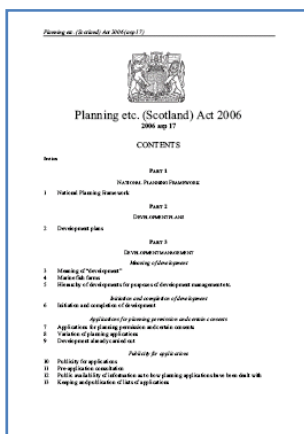 Planning etc. (Scotland) Act 2006 (asp 17)
Planning etc. (Scotland) Act 2006
2006 asp 17
CONTENTS
Section
PART 1
NATIONAL PLANNING FRAMEWORK
1 National Planning Framework
PART 2
DEVELOPMENT PLANS
2 Development plans
PART 3
DEVELOPMENT MANAGEMENT
Meaning of development
3 Meaning of "development"
4 Marine fish farms
5 Hierarchy of developments for purposes of development management etc.
Initiation and completion of development
6 Initiation and completion of development
Applications for planning permission and certain consents
7 Applications for planning permission and certain consents
8 Variation of planning applications
9 Development already carried out
Publicity for applications
10 Publicity for applications
11 Pre-application consultation
12 Public availability of information as to how planning applications have been dealt with
13 Keeping and publication of lists of applications